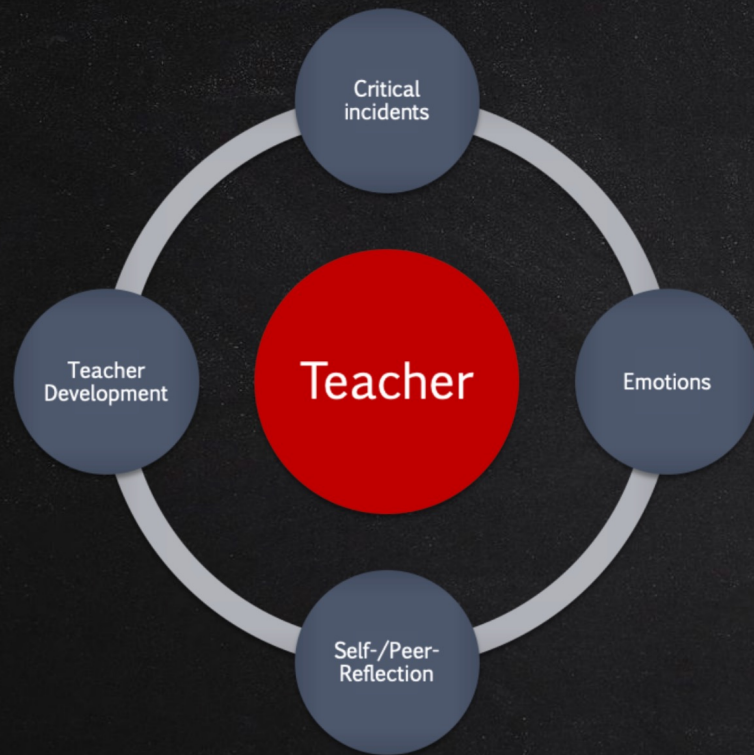 Critical
incidents
Teacher
Development
Teacher
Emotions
Self-/Peer-
Reflection